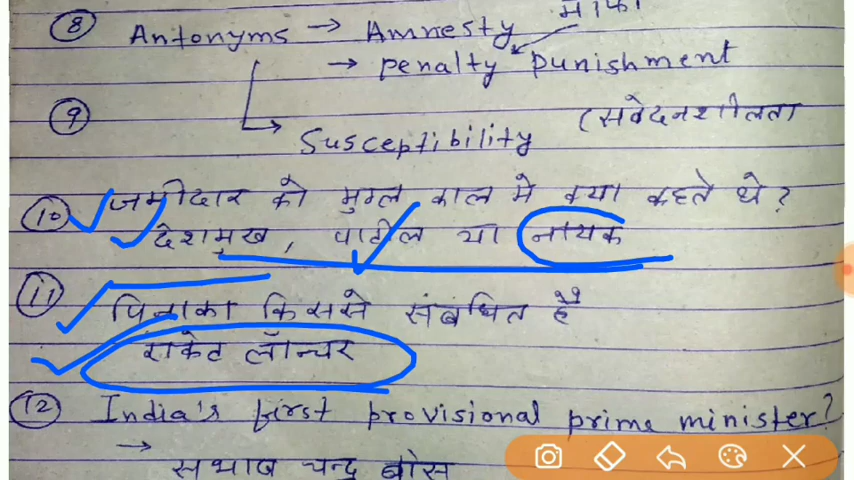 ⑧ Antonyms → Amnesty माफी
→ penalty punishment
⑨ → Susceptibility (संवेदनशीलता
⑩ जमीदार को मुगल काल मे क्या कहते थे?
देशमुख, पाटील या नायक
⑪ पिनाका किससे संबंधित है
राकेट लॉन्चर
⑫ India's first provisional prime minister?
→ सुभाष चन्द्र बोस